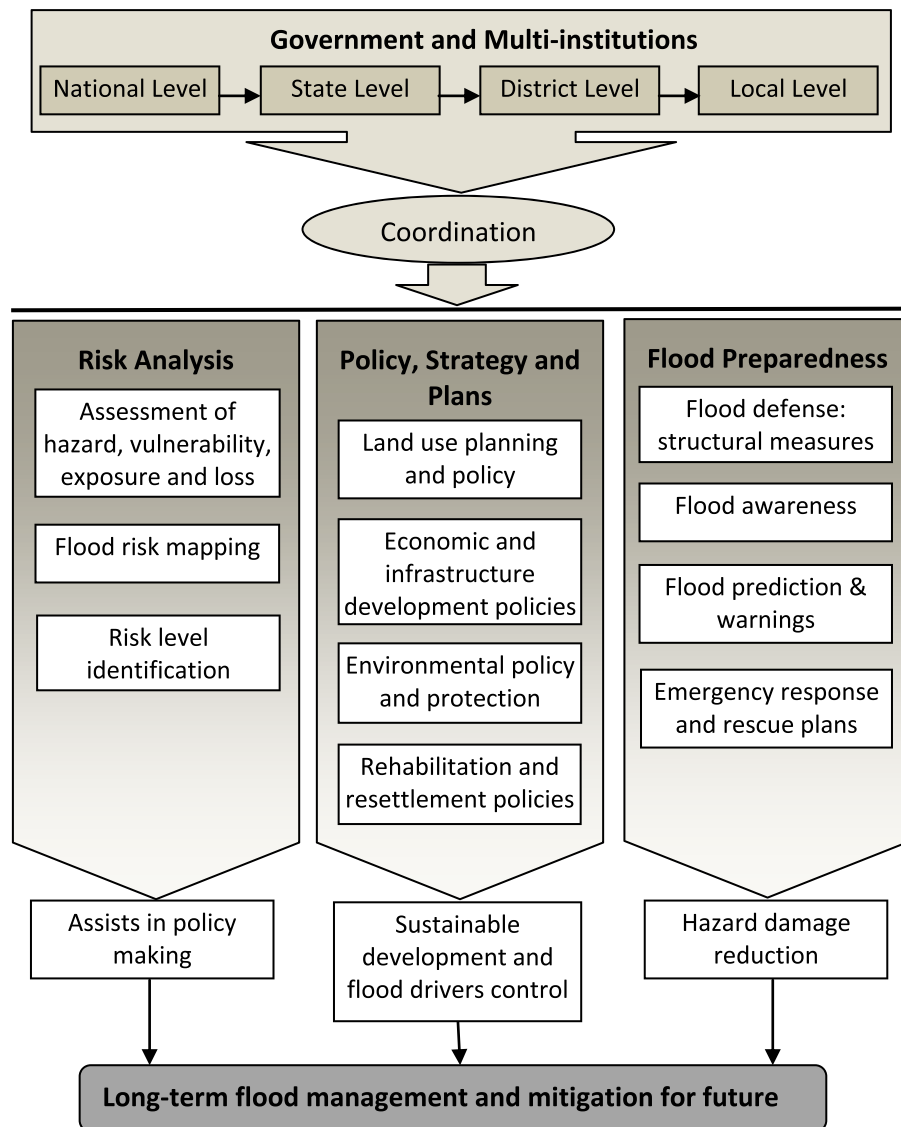 Government and Multi-institutions
National Level
State Level
District Level
Local Level
Coordination
Risk Analysis
Assessment of
hazard, vulnerability,
exposure and loss
Flood risk mapping
Risk level
identification
Policy, Strategy and
Plans
Land use planning
and policy
Economic and
infrastructure
development policies
Environmental policy
and protection
Rehabilitation and
resettlement policies
Flood Preparedness
Flood defense:
structural measures
Flood awareness
Flood prediction &
warnings
Emergency response
and rescue plans
Assists in policy
making
Sustainable
development and
flood drivers control
Hazard damage
reduction
Long-term flood management and mitigation for future